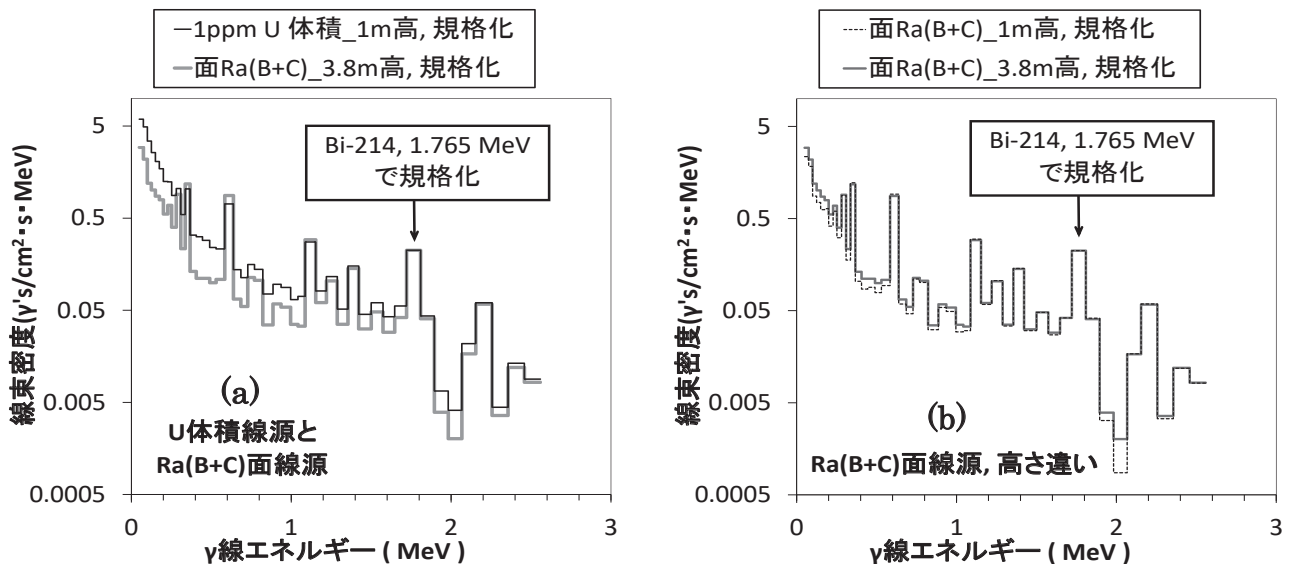 1ppm U 体積_1m高, 規格化
面Ra(B+C)_3.8m高, 規格化
5
0.5
0.05
0.005
0.0005
線束密度(γ's/cm²・s・MeV)
Bi-214, 1.765 MeV
で規格化
(a)
U体積線源と
Ra(B+C)面線源
0
1
2
3
γ線エネルギー ( MeV )
面Ra(B+C)_1m高, 規格化
面Ra(B+C)_3.8m高, 規格化
5
0.5
0.05
0.005
0.0005
線束密度(γ's/cm²・s・MeV)
Bi-214, 1.765 MeV
で規格化
(b)
Ra(B+C)面線源, 高さ違い
0
1
2
3
γ線エネルギー ( MeV )